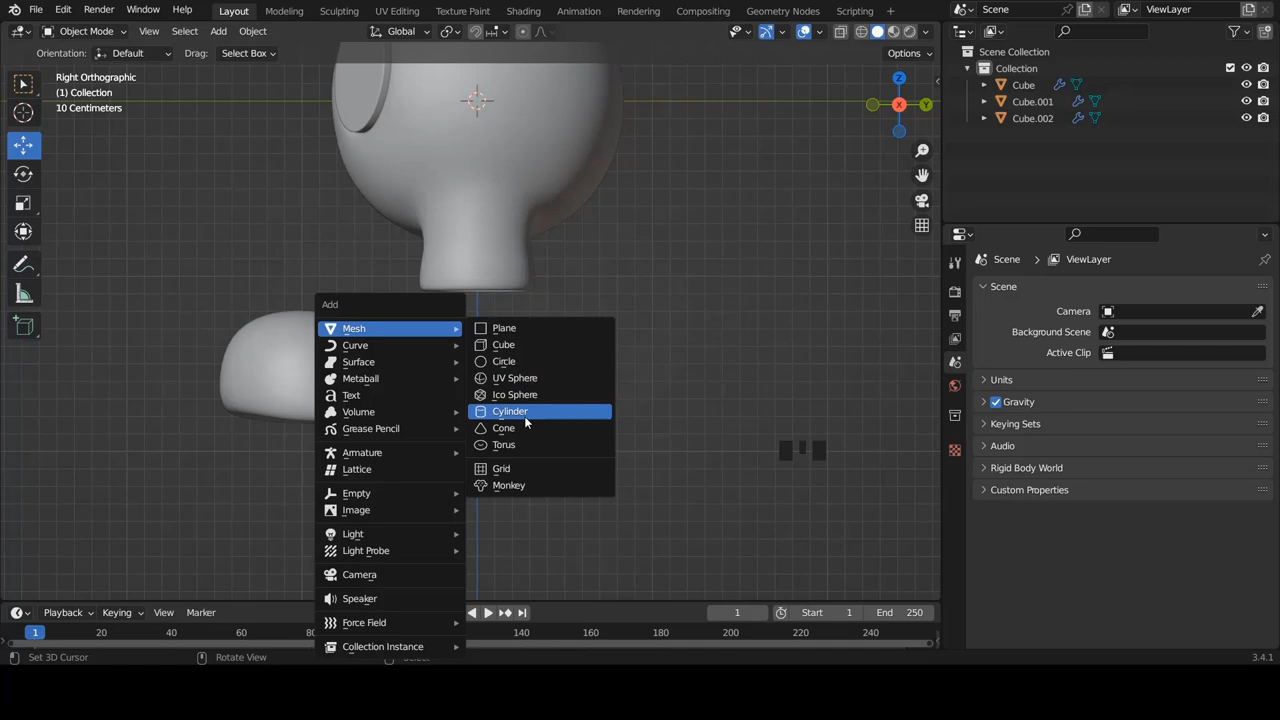 File Edit Render Window Help Layout Modeling Sculpting UV Editing Texture Paint Shading Animation Rendering Compositing Geometry Nodes Scripting Scene ViewLayer
Object Mode View Select Add Object Global
Orientation: Default Drag: Select Box Options
Right Orthographic
(1) Collection
10 Centimeters
Z
X
Y
Scene Collection
Collection
Cube
Cube.001
Cube.002
Scene ViewLayer
Scene
Camera
Background Scene
Active Clip
Units
Gravity
Keying Sets
Audio
Rigid Body World
Custom Properties
Add
Mesh
Curve
Surface
Metaball
Text
Volume
Grease Pencil
Armature
Lattice
Empty
Image
Light
Light Probe
Camera
Speaker
Force Field
Collection Instance
Plane
Cube
Circle
UV Sphere
Ico Sphere
Cylinder
Cone
Torus
Grid
Monkey
Playback Keying View Marker 1 Start 1 End 250
1 20 40 60 140 160 180 200 220 240
Set 3D Cursor Rotate View 3.4.1